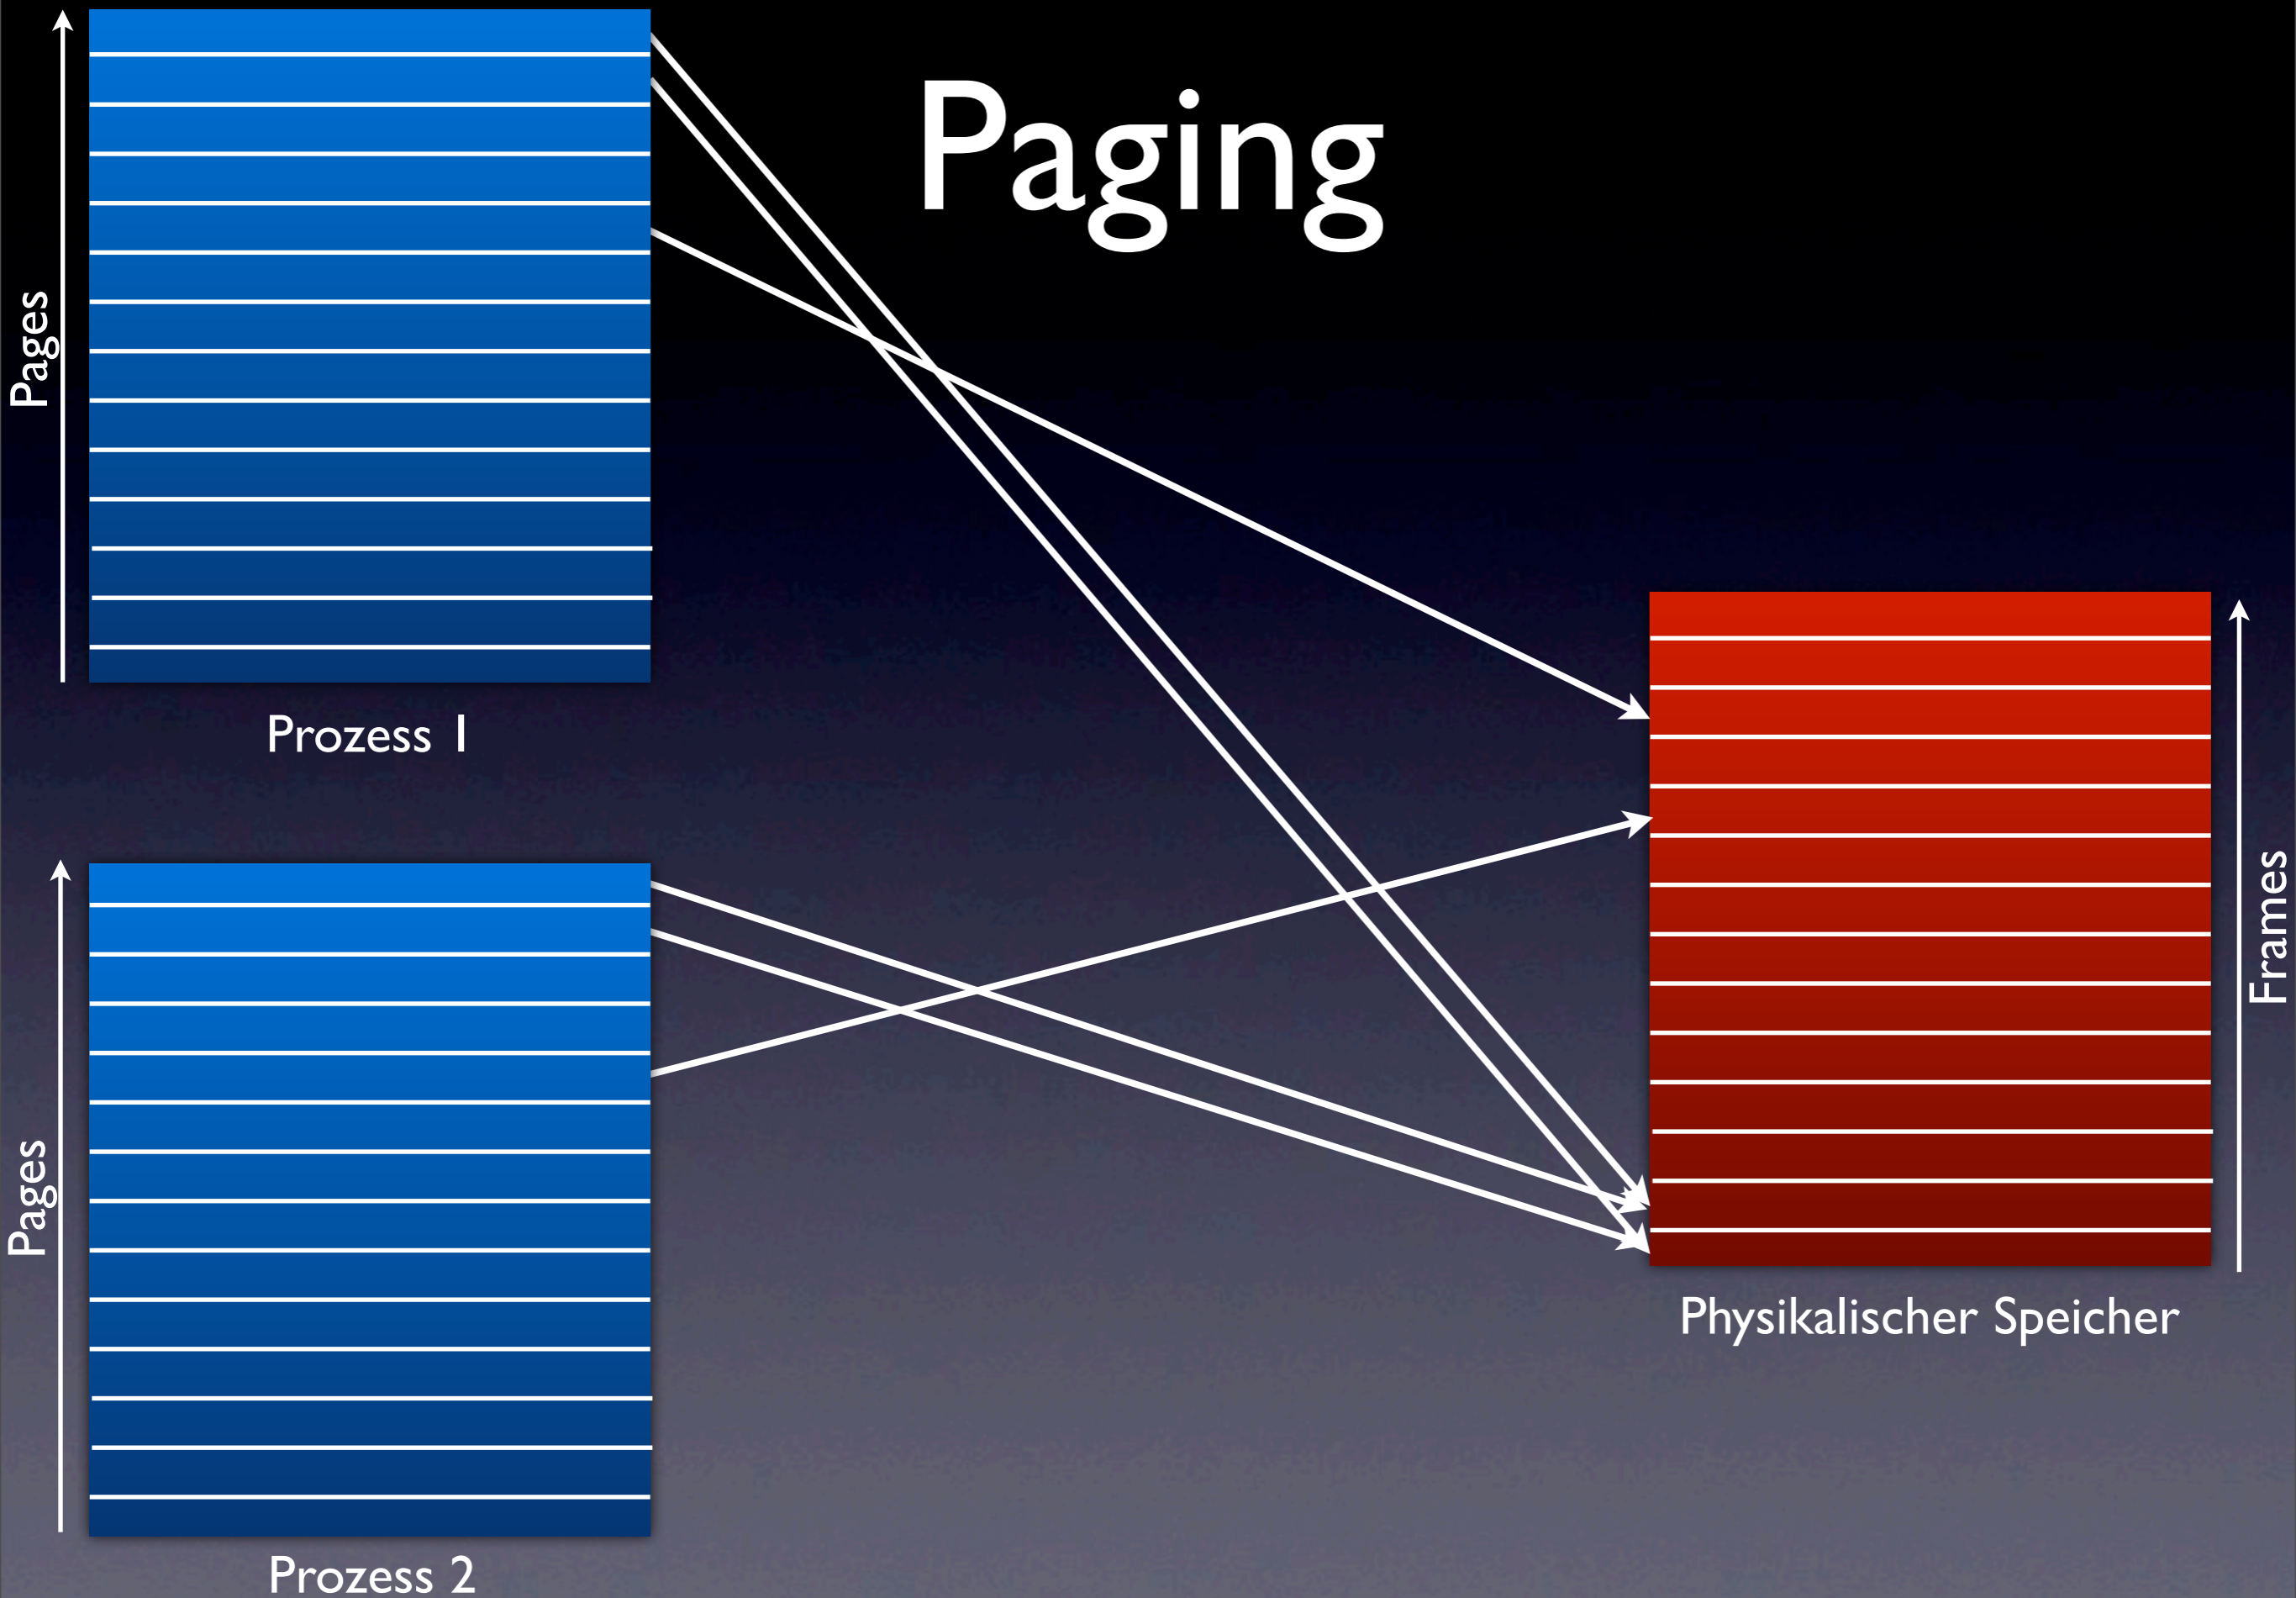 Paging
Pages
Prozess 1
Pages
Prozess 2
Frames
Physikalischer Speicher